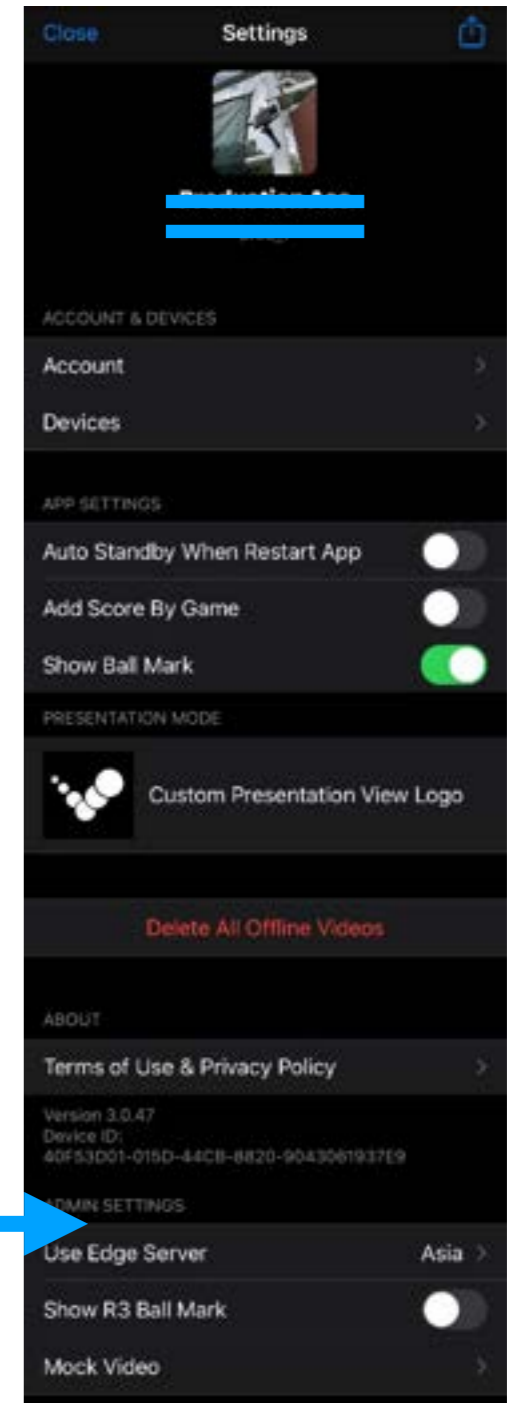 Close
Settings
ACCOUNT & DEVICES
Account
Devices
APP SETTINGS
Auto Standby When Restart App
Add Score By Game
Show Ball Mark
PRESENTATION MODE
Custom Presentation View Logo
Delete All Offline Videos
ABOUT
Terms of Use & Privacy Policy
Version 3.0.47
Device ID:
40F53D01-015D-44CB-8820-9043061937E9
ADMIN SETTINGS
Use Edge Server
Asia
Show R3 Ball Mark
Mock Video